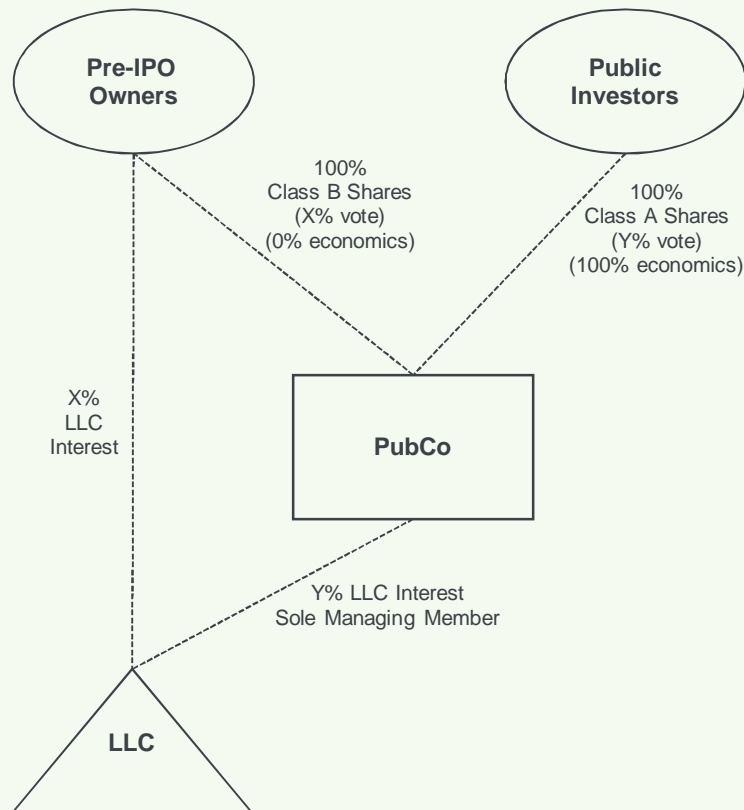 Pre-IPO
Owners
Public
Investors
100%
Class B Shares
(X% vote)
(0% economics)
100%
Class A Shares
(Y% vote)
(100% economics)
X%
LLC
Interest
PubCo
Y% LLC Interest
Sole Managing Member
LLC